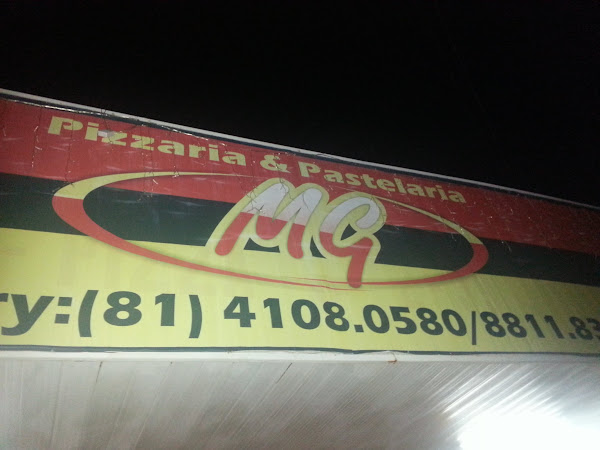 Pizzaria & Pastelaria
MG
ry:(81) 4108.0580/8811.83